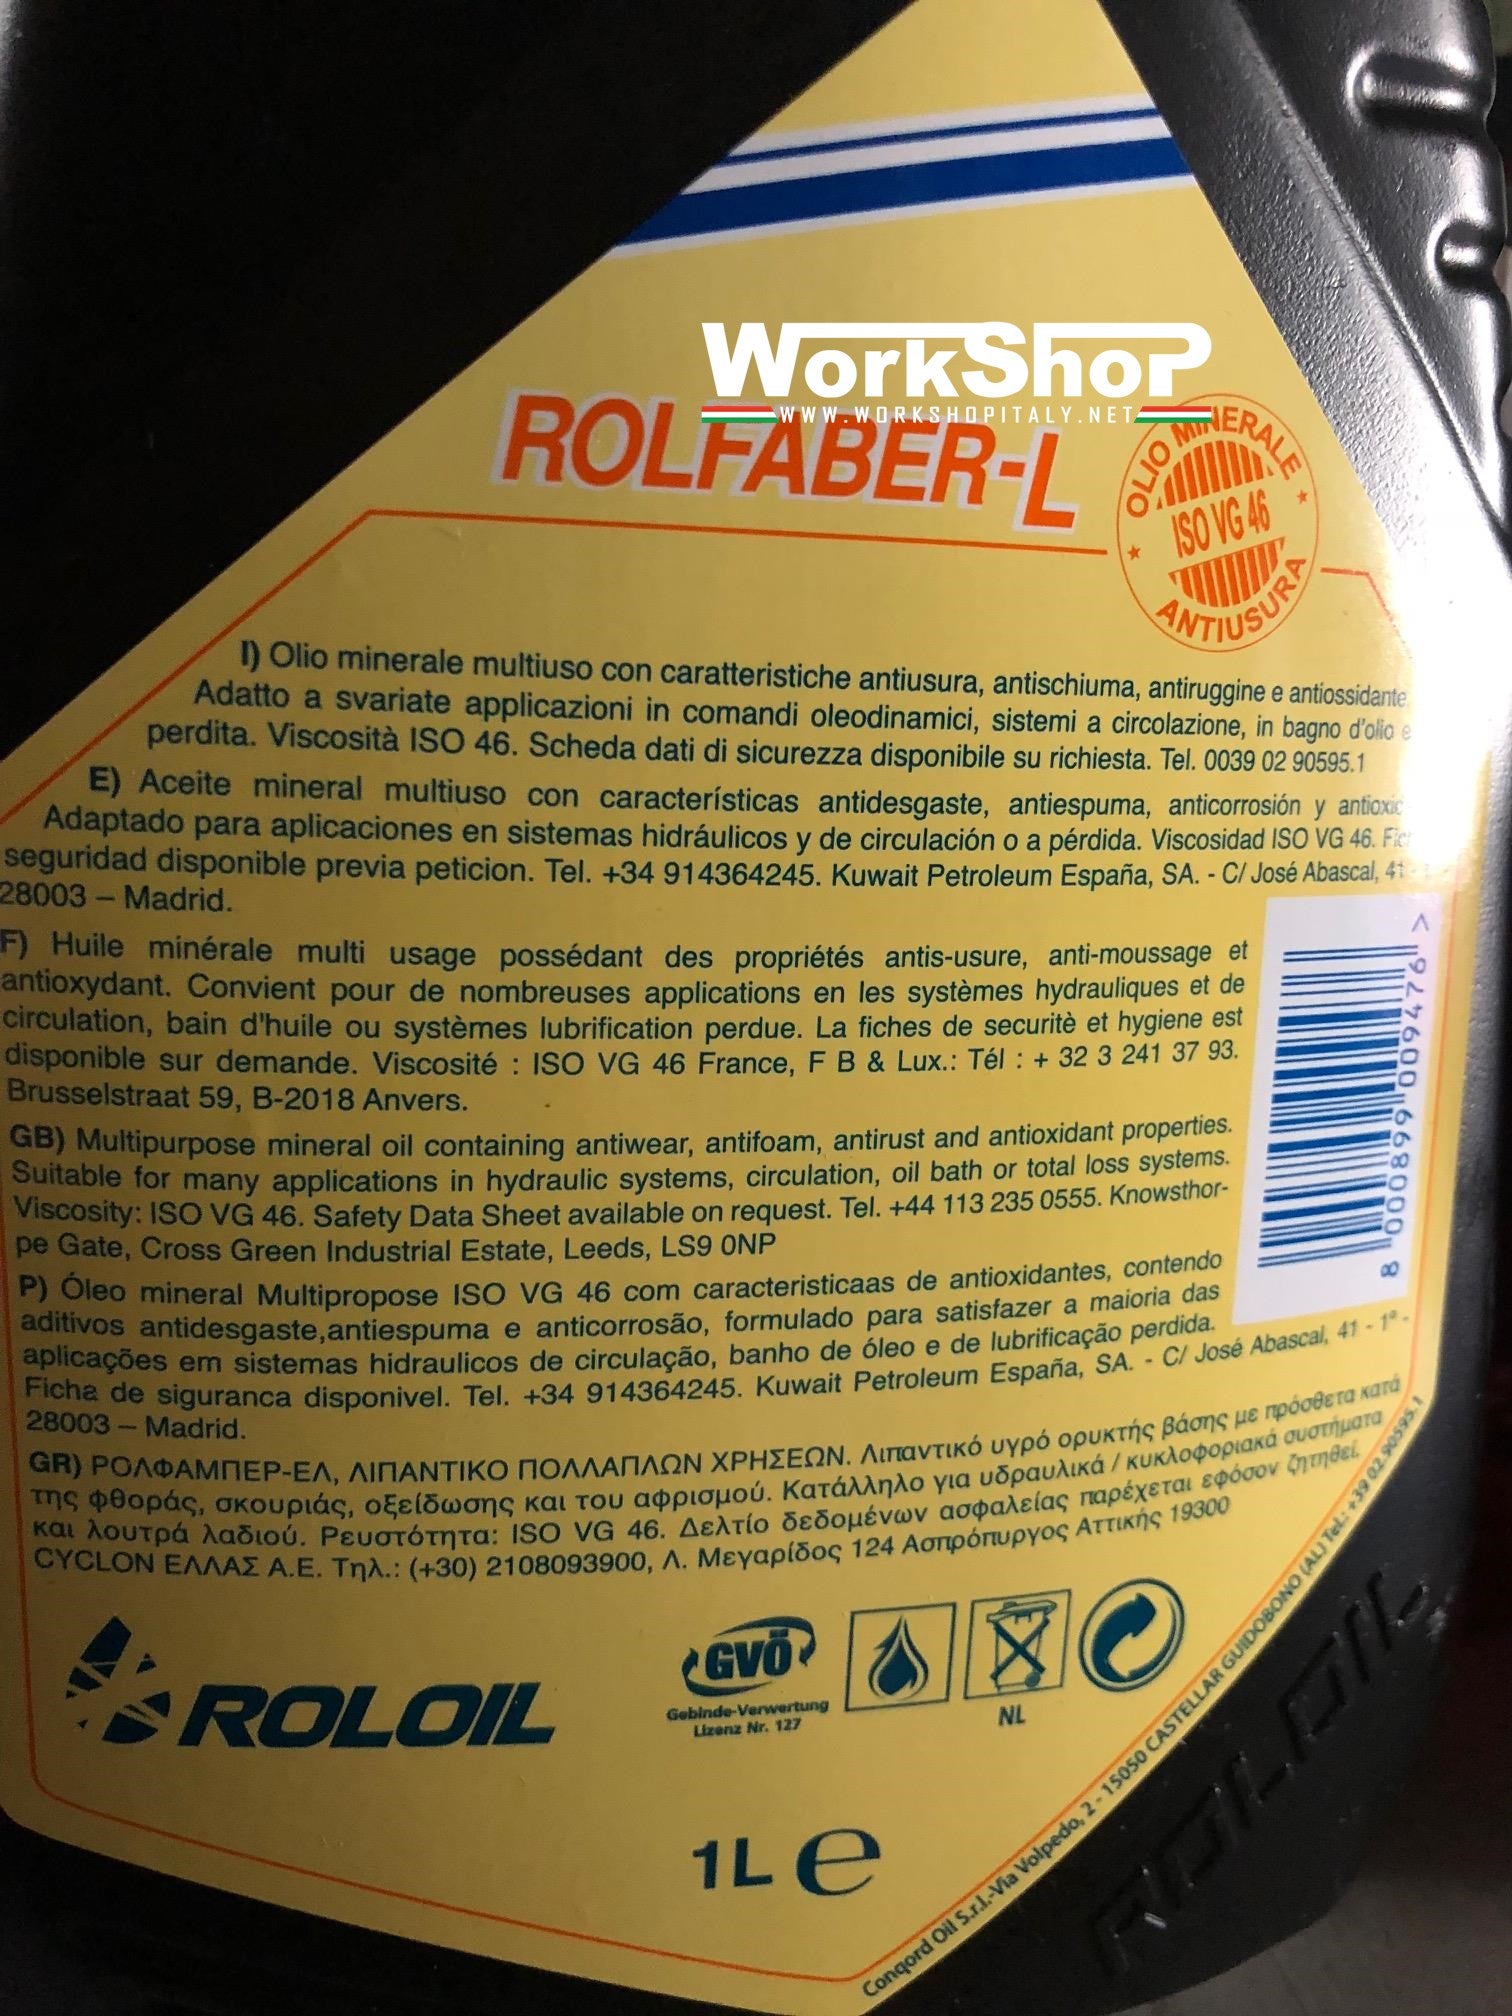 WorkShoP
WWW.WORKSHOPITALY.NET
ROLFABER-L
OLIO MINERALE
ISO VG 46
ANTIUSURA
I) Olio minerale multiuso con caratteristiche antiusura, antischiuma, antiruggine e antiossidante.
Adatto a svariate applicazioni in comandi oleodinamici, sistemi a circolazione, in bagno d'olio e
perdita. Viscosità ISO 46. Scheda dati di sicurezza disponibile su richiesta. Tel. 0039 02 90595.1
E) Aceite mineral multiuso con características antidesgaste, antiespuma, anticorrosión y
Adaptado para aplicaciones en sistemas hidráulicos y de circulación o a pérdida. Viscosidad ISO VG 46.
seguridad disponible previa peticion. Tel. +34 914364245. Kuwait Petroleum España, SA. - C/ José Abascal, 41 -
28003 – Madrid.
F) Huile minérale multi usage possédant des propriétés antis-usure, anti-moussage et
antioxydant. Convient pour de nombreuses applications en les systèmes hydrauliques et de
circulation, bain d'huile ou systèmes lubrification perdue. La fiches de securitè et hygiene est
disponible sur demande. Viscosité : ISO VG 46 France, F B & Lux.: Tél : + 32 3 241 37 93.
Brusselstraat 59, B-2018 Anvers.
GB) Multipurpose mineral oil containing antiwear, antifoam, antirust and antioxidant properties.
Suitable for many applications in hydraulic systems, circulation, oil bath or total loss systems.
Viscosity: ISO VG 46. Safety Data Sheet available on request. Tel. +44 113 235 0555. Knowsthor-
pe Gate, Cross Green Industrial Estate, Leeds, LS9 0NP
P) Óleo mineral Multipropose ISO VG 46 com caracteristicaas de antioxidantes, contendo
aditivos antidesgaste,antiespuma e anticorrosão, formulado para satisfazer a maioria das
aplicações em sistemas hidraulicos de circulação, banho de óleo e de lubrificação perdida.
Ficha de siguranca disponivel. Tel. +34 914364245. Kuwait Petroleum España, SA. - C/ José Abascal, 41 - 1º -
28003 – Madrid.
GR) ΡΟΛΦΑΜΠΕΡ-ΕΛ, ΛΙΠΑΝΤΙΚΟ ΠΟΛΛΑΠΛΩΝ ΧΡΗΣΕΩΝ. Λιπαντικό υγρό ορυκτής βάσης με πρόσθετα κατά
της φθοράς, σκουριάς, οξείδωσης και του αφρισμού. Κατάλληλο για υδραυλικά / κυκλοφοριακά συστήματα
και λουτρά λαδιού. Ρευστότητα: ISO VG 46. Δελτίο δεδομένων ασφαλείας παρέχεται εφόσον ζητηθεί.
CYCLON ΕΛΛΑΣ Α.Ε. Τηλ.: (+30) 2108093900, Λ. Μεγαρίδος 124 Ασπρόπυργος Αττικής 19300
8 000899 009476 >
ROLOIL
GVÖ
Gebinde-Verwertung
Lizenz Nr. 127
NL
1L e
Conqord Oil S.r.l.-Via Volpedo, 2 - 15050 CASTELLAR GUIDOBONO (AL) Tel.: +39 02.90595.1
ROLOIL